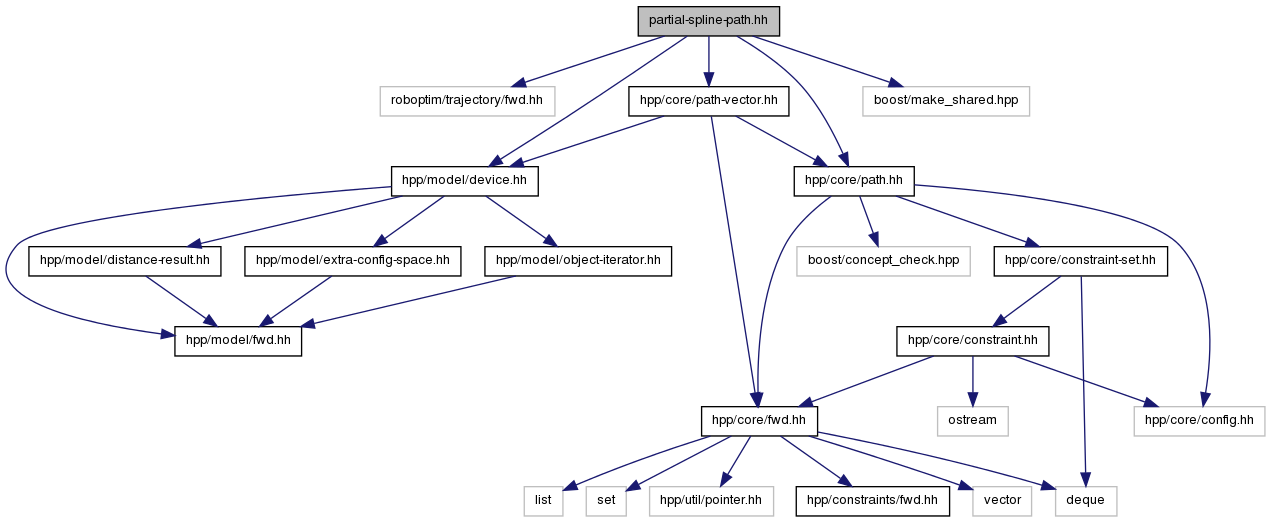 partial-spline-path.hh
roboptim/trajectory/fwd.hh
hpp/core/path-vector.hh
boost/make_shared.hpp
hpp/model/device.hh
hpp/core/path.hh
hpp/model/distance-result.hh
hpp/model/extra-config-space.hh
hpp/model/object-iterator.hh
boost/concept_check.hpp
hpp/core/constraint-set.hh
hpp/model/fwd.hh
hpp/core/constraint.hh
hpp/core/fwd.hh
ostream
hpp/core/config.hh
list
set
hpp/util/pointer.hh
hpp/constraints/fwd.hh
vector
deque